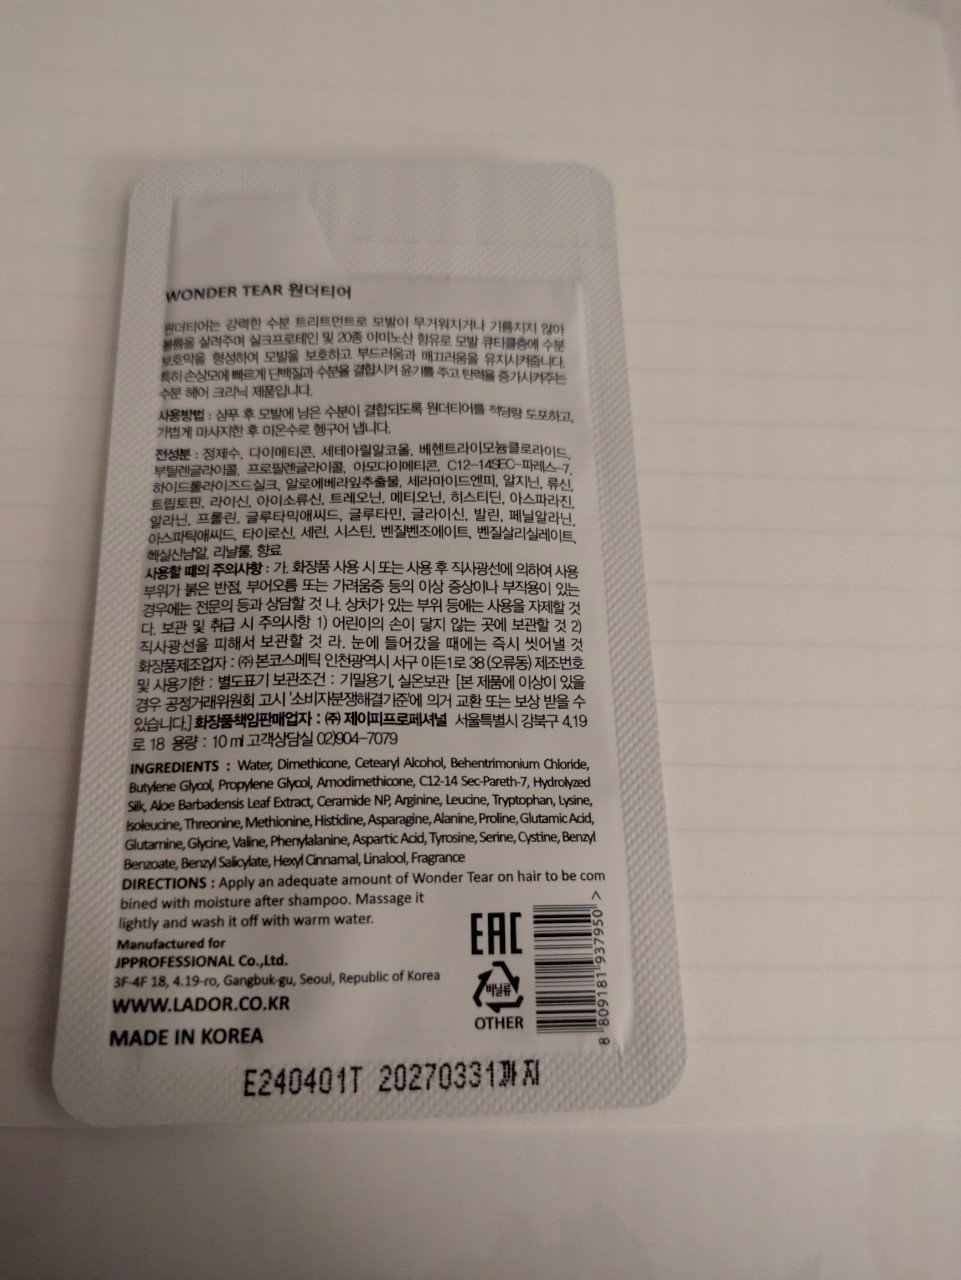 WONDER TEAR 원더티어
원더티어는 강력한 수분 트리트먼트로 모발이 무거워지거나 기름지지 않아
볼륨을 살려주며 실크프로테인 및 20종 아미노산 함유로 모발 큐티클층에 수분
보호막을 형성하여 모발을 보호하고 부드러움과 매끄러움을 유지시켜줍니다.
특히 손상모에 빠르게 단백질과 수분을 결합시켜 윤기를 주고 탄력을 증가시켜주는
수분 헤어 크리닉 제품입니다.
사용방법 : 샴푸 후 모발에 남은 수분이 결합되도록 원더티어를 적당량 도포하고,
가볍게 마사지한 후 미온수로 헹구어 냅니다.
전성분 : 정제수, 다이메티콘, 세테아릴알코올, 베헨트라이모늄클로라이드,
부틸렌글라이콜, 프로필렌글라이콜, 아모다이메티콘, C12-14SEC-파레스-7,
하이드롤라이즈드실크, 알로에베라잎추출물, 세라마이드엔피, 알지닌, 류신,
트립토판, 라이신, 아이소류신, 트레오닌, 메티오닌, 히스티딘, 아스파라진,
알라닌, 프롤린, 글루타믹애씨드, 글루타민, 글라이신, 발린, 페닐알라닌,
아스파틱애씨드, 타이로신, 세린, 시스틴, 벤질벤조에이트, 벤질살리실레이트,
헥실신남알, 리날룰, 향료
사용할 때의 주의사항 : 가. 화장품 사용 시 또는 사용 후 직사광선에 의하여 사용
부위가 붉은 반점, 부어오름 또는 가려움증 등의 이상 증상이나 부작용이 있는
경우에는 전문의 등과 상담할 것 나. 상처가 있는 부위 등에는 사용을 자제할 것
다. 보관 및 취급 시 주의사항 1) 어린이의 손이 닿지 않는 곳에 보관할 것 2)
직사광선을 피해서 보관할 것 라. 눈에 들어갔을 때에는 즉시 씻어낼 것
화장품제조업자 : ㈜ 본코스메틱 인천광역시 서구 이든1로 38 (오류동) 제조번호
및 사용기한 : 별도표기 보관조건 : 기밀용기, 실온보관 [본 제품에 이상이 있을
경우 공정거래위원회 고시 '소비자분쟁해결기준'에 의거 교환 또는 보상 받을 수
있습니다.] 화장품책임판매업자 : ㈜ 제이피프로페셔널 서울특별시 강북구 4.19
로 18 용량 : 10 ml 고객상담실 02)904-7079
INGREDIENTS : Water, Dimethicone, Cetearyl Alcohol, Behentrimonium Chloride,
Butylene Glycol, Propylene Glycol, Amodimethicone, C12-14 Sec-Pareth-7, Hydrolyzed
Silk, Aloe Barbadensis Leaf Extract, Ceramide NP, Arginine, Leucine, Tryptophan, Lysine,
Isoleucine, Threonine, Methionine, Histidine, Asparagine, Alanine, Proline, Glutamic Acid,
Glutamine, Glycine, Valine, Phenylalanine, Aspartic Acid, Tyrosine, Serine, Cystine, Benzyl
Benzoate, Benzyl Salicylate, Hexyl Cinnamal, Linalool, Fragrance
DIRECTIONS : Apply an adequate amount of Wonder Tear on hair to be com
bined with moisture after shampoo. Massage it
lightly and wash it off with warm water.
Manufactured for
JPPROFESSIONAL Co.,Ltd.
3F-4F 18, 4.19-ro, Gangbuk-gu, Seoul, Republic of Korea
WWW.LADOR.CO.KR
MADE IN KOREA
EAC
비닐류
OTHER
8 809181 937950 >
E240401T 20270331까지